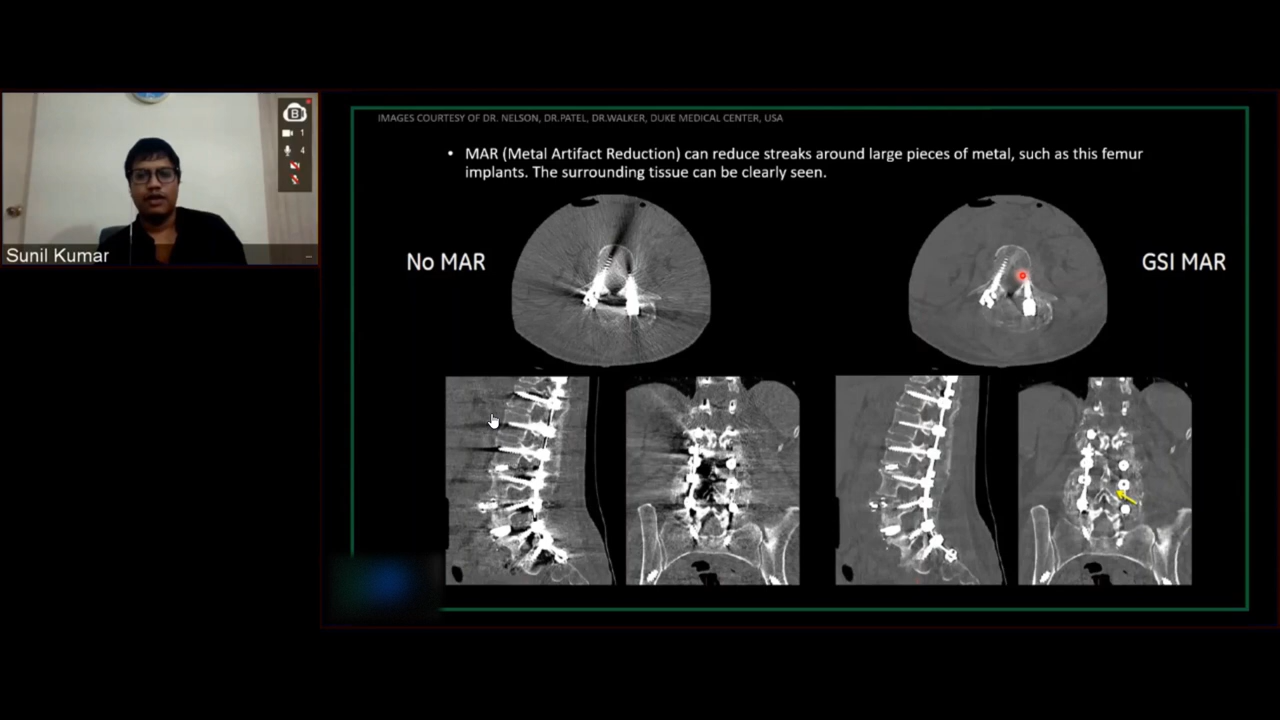 IMAGES COURTESY OF DR. NELSON, DR.PATEL, DR.WALKER, DUKE MEDICAL CENTER, USA
• MAR (Metal Artifact Reduction) can reduce streaks around large pieces of metal, such as this femur
implants. The surrounding tissue can be clearly seen.
No MAR
GSI MAR
B
1
4
Sunil Kumar